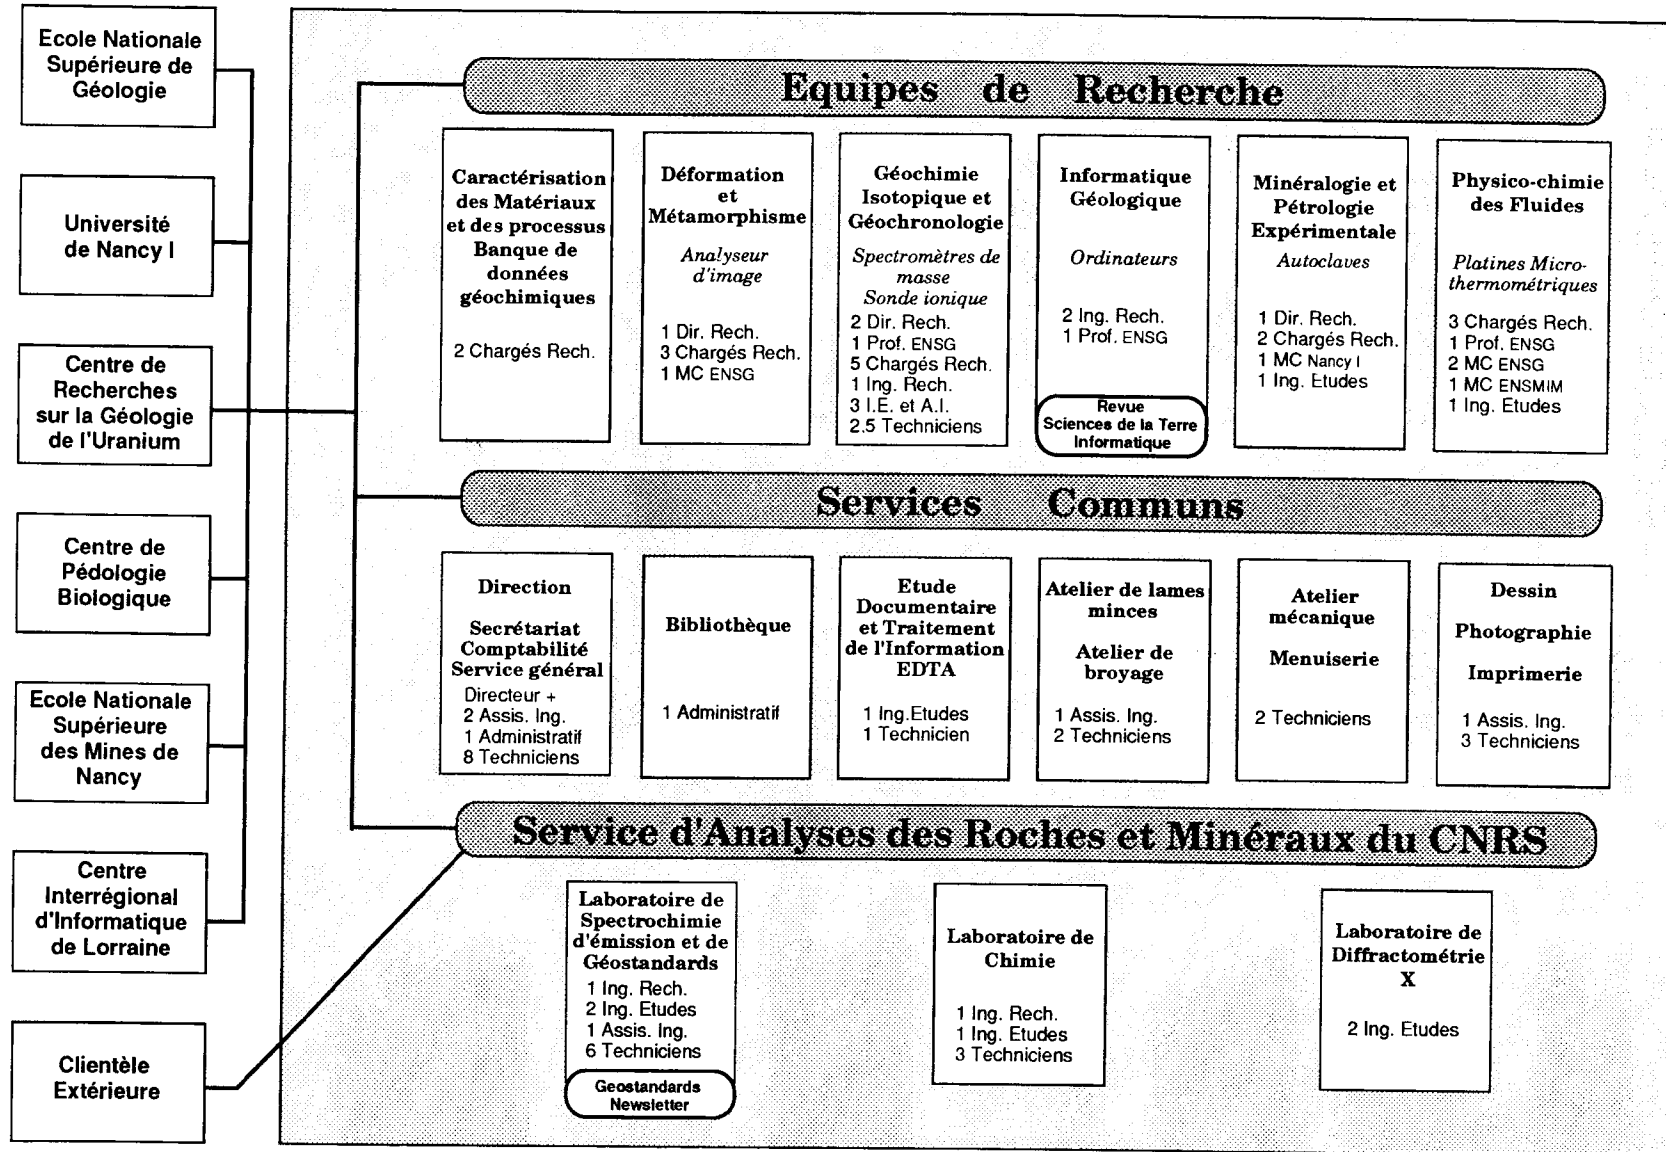 Ecole Nationale
Supérieure de
Géologie
Université
de Nancy I
Centre de
Recherches
sur la Géologie
de l'Uranium
Centre de
Pédologie
Biologique
Ecole Nationale
Supérieure
des Mines de
Nancy
Centre
Interrégional
d'Informatique
de Lorraine
Clientèle
Extérieure
Equipes de Recherche
Caractérisation
des Matériaux
et des processus
Banque de
données
géochimiques
2 Chargés Rech.
Déformation
et
Métamorphisme
Analyseur
d'image
1 Dir. Rech.
3 Chargés Rech.
1 MC ENSG
Géochimie
Isotopique et
Géochronologie
Spectromètres de
masse
Sonde ionique
2 Dir. Rech.
1 Prof. ENSG
5 Chargés Rech.
1 Ing. Rech.
3 I.E. et A.I.
2.5 Techniciens
Informatique
Géologique
Ordinateurs
2 Ing. Rech.
1 Prof. ENSG
Revue
Sciences de la Terre
Informatique
Minéralogie et
Pétrologie
Expérimentale
Autoclaves
1 Dir. Rech.
2 Chargés Rech.
1 MC Nancy I
1 Ing. Etudes
Physico-chimie
des Fluides
Platines Micro-
thermométriques
3 Chargés Rech.
1 Prof. ENSG
2 MC ENSG
1 MC ENSMIM
1 Ing. Etudes
Services Communs
Direction
Secrétariat
Comptabilité
Service général
Directeur +
2 Assis. Ing.
1 Administratif
8 Techniciens
Bibliothèque
1 Administratif
Etude
Documentaire
et Traitement
de l'Information
EDTA
1 Ing.Etudes
1 Technicien
Atelier de lames
minces
Atelier de
broyage
1 Assis. Ing.
2 Techniciens
Atelier
mécanique
Menuiserie
2 Techniciens
Dessin
Photographie
Imprimerie
1 Assis. Ing.
3 Techniciens
Service d'Analyses des Roches et Minéraux du CNRS
Laboratoire de
Spectrochimie
d'émission et de
Géostandards
1 Ing. Rech.
2 Ing. Etudes
1 Assis. Ing.
6 Techniciens
Geostandards
Newsletter
Laboratoire de
Chimie
1 Ing. Rech.
1 Ing. Etudes
3 Techniciens
Laboratoire de
Diffractométrie
X
2 Ing. Etudes